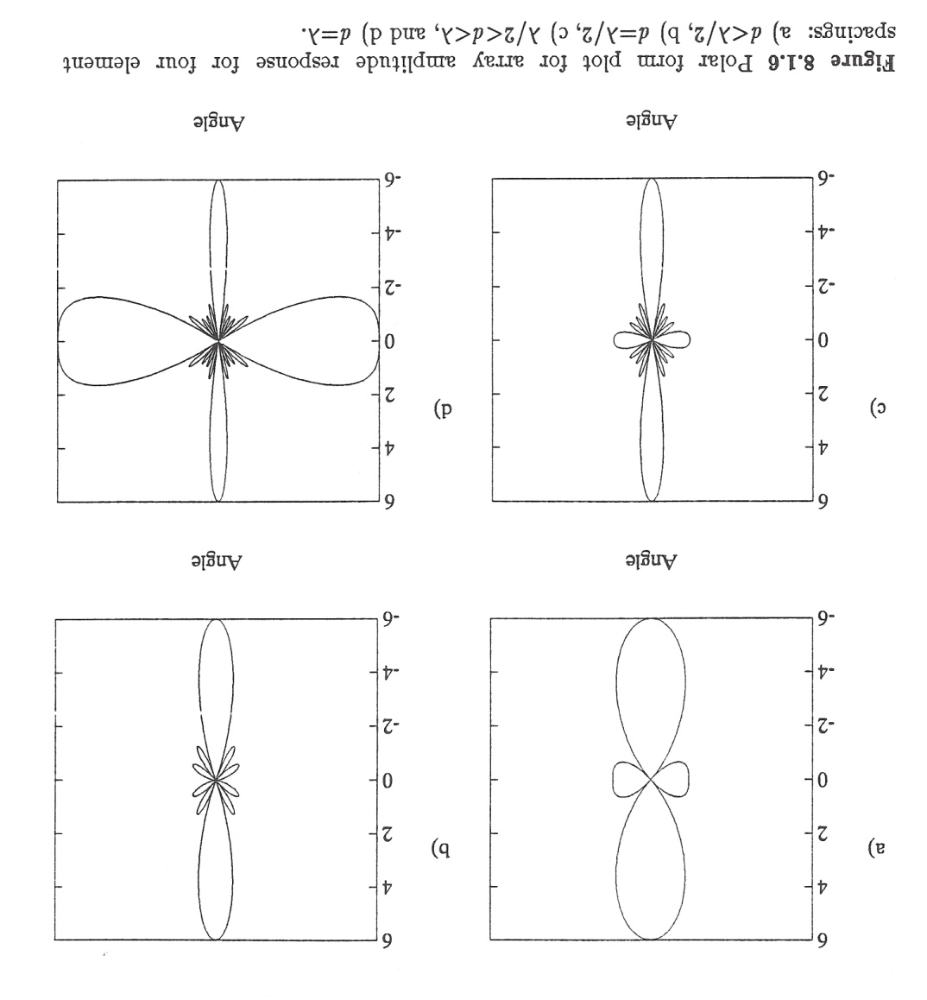 a)
6
4
2
0
-2
-4
-6
Angle
b)
6
4
2
0
-2
-4
-6
Angle
c)
6
4
2
0
-2
-4
-6
Angle
d)
6
4
2
0
-2
-4
-6
Angle
Figure 8.1.6 Polar form plot for array amplitude response for four element
spacings: a) d<λ/2, b) d=λ/2, c) λ/2<d<λ, and d) d=λ.